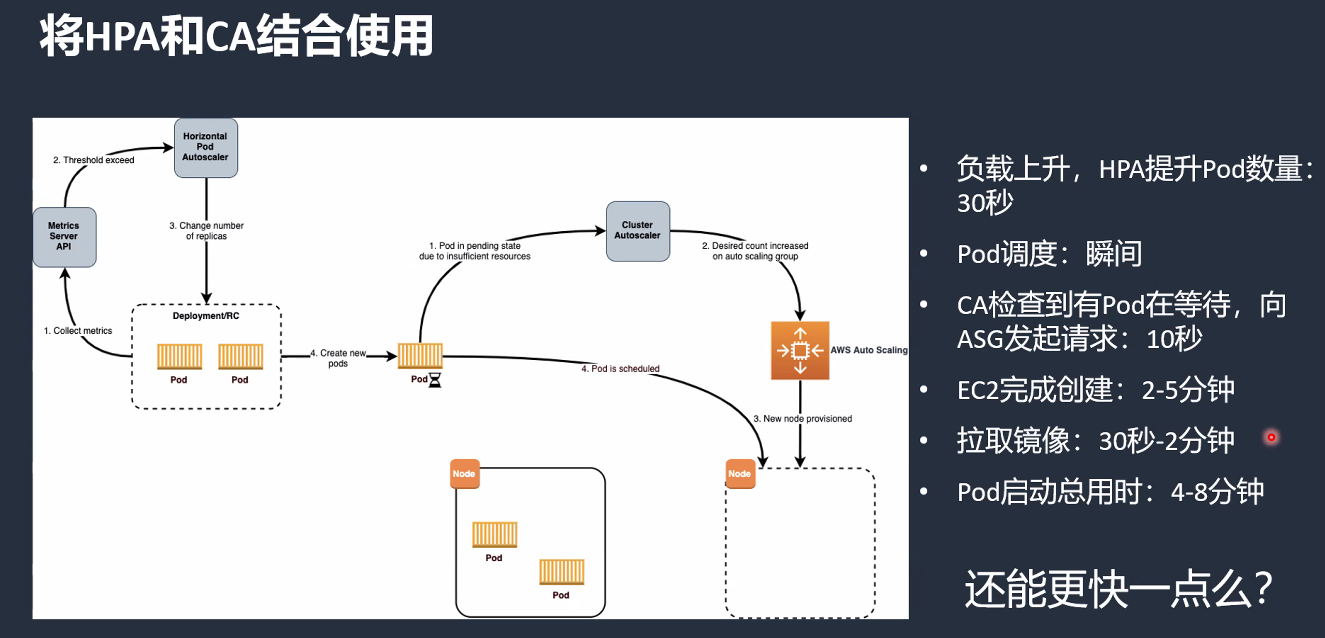 将HPA和CA结合使用
Horizontal
Pod
Autoscaler
2. Threshold exceed
Metrics
Server
API
3. Change number
of replicas
1. Collect metrics
Deployment/RC
Pod
Pod
4. Create new
pods
Pod
1. Pod in pending state
due to insufficient resources
Cluster
Autoscaler
2. Desired count increased
on auto scaling group
AWS Auto Scaling
4. Pod is scheduled
3. New node provisioned
Node
Pod
Pod
Node
• 负载上升，HPA提升Pod数量：
30秒
• Pod调度：瞬间
• CA检查到有Pod在等待，向
ASG发起请求：10秒
• EC2完成创建：2-5分钟
• 拉取镜像：30秒-2分钟
• Pod启动总用时：4-8分钟
还能更快一点么？